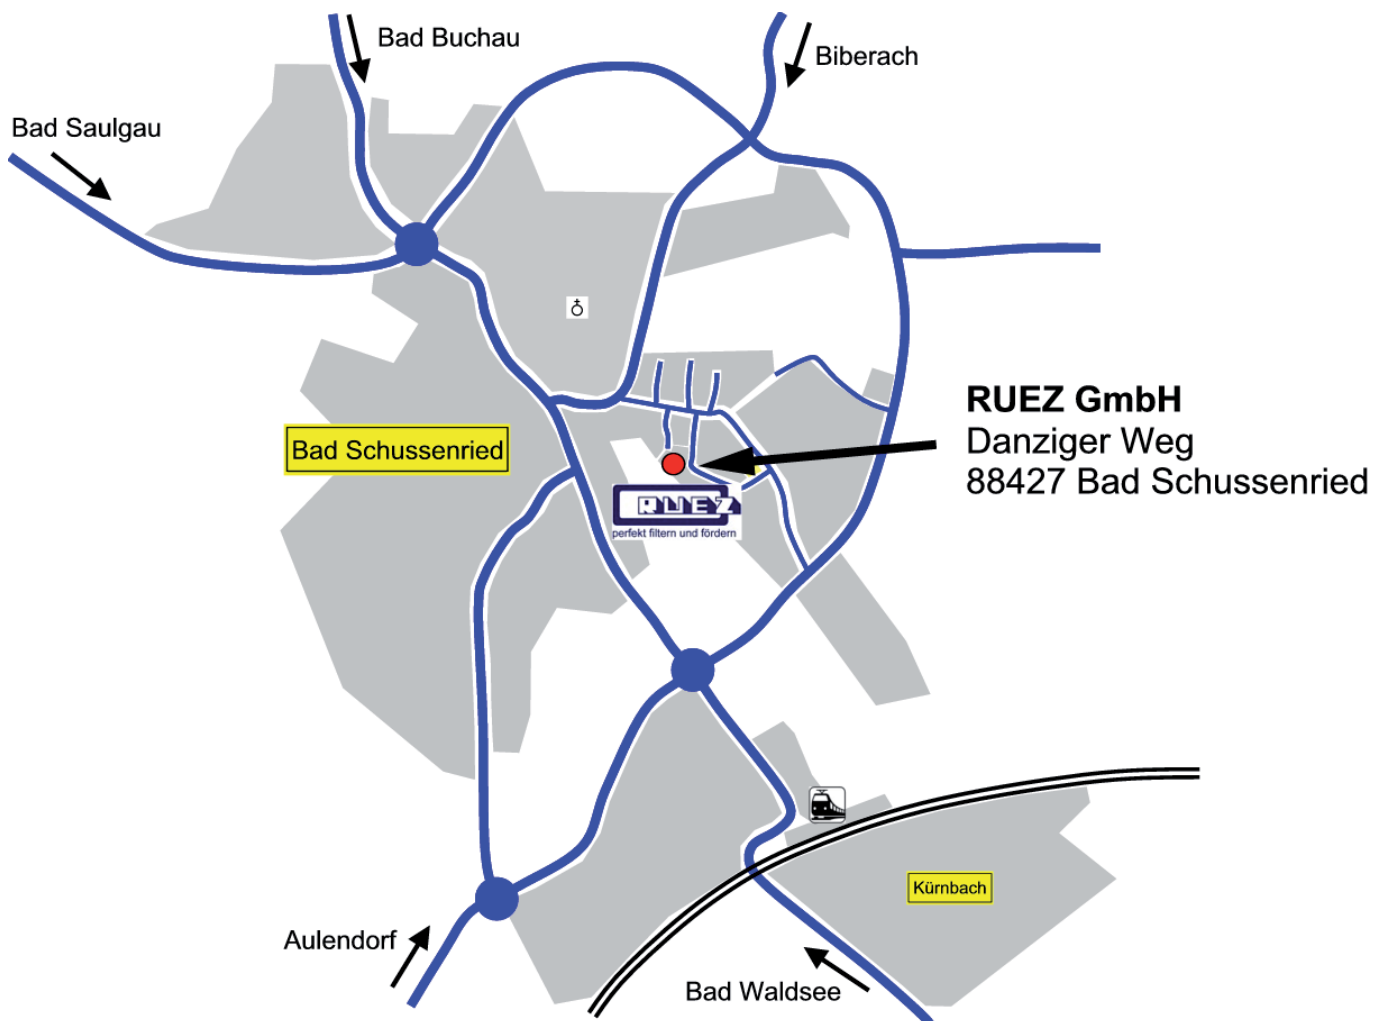 Bad Buchau
Biberach
Bad Saulgau
RUEZ GmbH
Danziger Weg
88427 Bad Schussenried
Bad Schussenried
RUEZ
perfekt filtern und fördern
Kürnbach
Aulendorf
Bad Waldsee